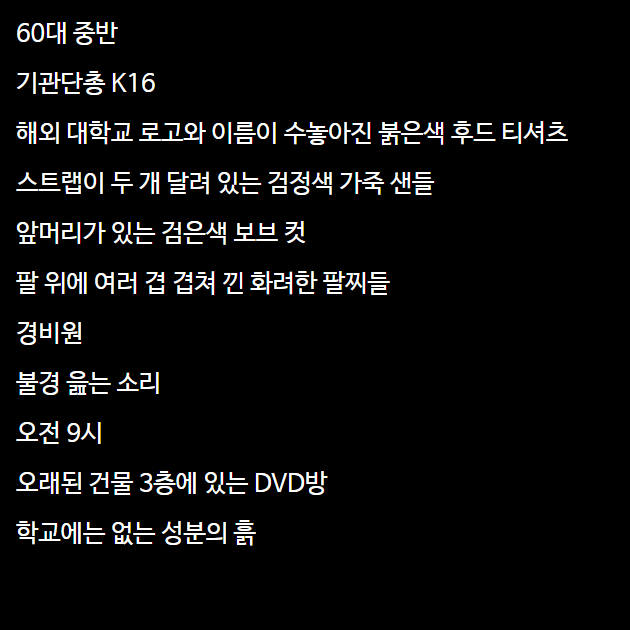 60대 중반
기관단총 K16
해외 대학교 로고와 이름이 수놓아진 붉은색 후드 티셔츠
스트랩이 두 개 달려 있는 검정색 가죽 샌들
앞머리가 있는 검은색 보브 컷
팔 위에 여러 겹 겹쳐 낀 화려한 팔찌들
경비원
불경 읊는 소리
오전 9시
오래된 건물 3층에 있는 DVD방
학교에는 없는 성분의 흙